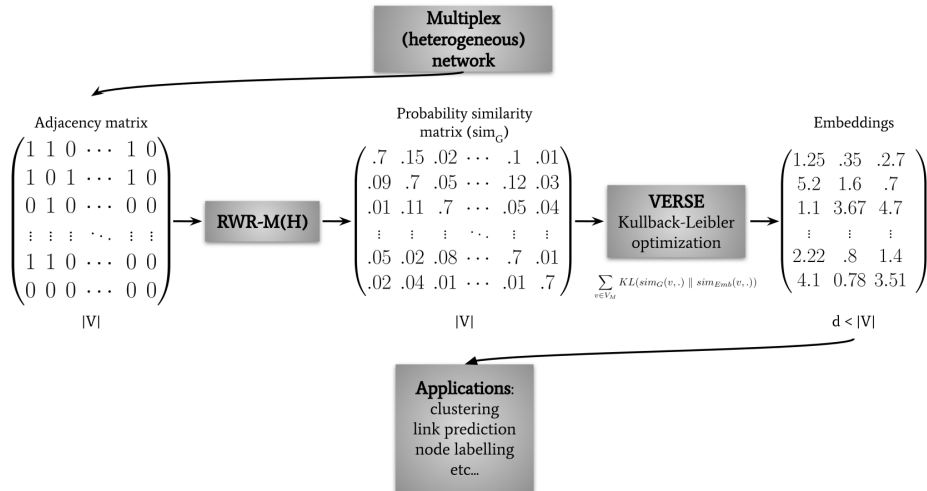 Multiplex
(heterogeneous)
network
Adjacency matrix
1 1 0 ⋯ 1 0
1 0 1 ⋯ 1 0
0 1 0 ⋯ 0 0
⋮ ⋮ ⋮ ⋱ ⋮ ⋮
1 1 0 ⋯ 0 0
0 0 0 ⋯ 0 0
|V|
RWR-M(H)
Probability similarity
matrix (sim_G)
.7 .15 .02 ⋯ .1 .01
.09 .7 .05 ⋯ .12 .03
.01 .11 .7 ⋯ .05 .04
⋮ ⋮ ⋮ ⋱ ⋮ ⋮
.05 .02 .08 ⋯ .7 .01
.02 .04 .01 ⋯ .01 .7
|V|
VERSE
Kullback-Leibler
optimization
∑_{v∈V_M} KL(sim_G(v,.) ∥ sim_{Emb}(v,.))
Embeddings
1.25 .35 .2.7
5.2 1.6 .7
1.1 3.67 4.7
⋮ ⋮ ⋮
2.22 .8 1.4
4.1 0.78 3.51
d < |V|
Applications:
clustering
link prediction
node labelling
etc...